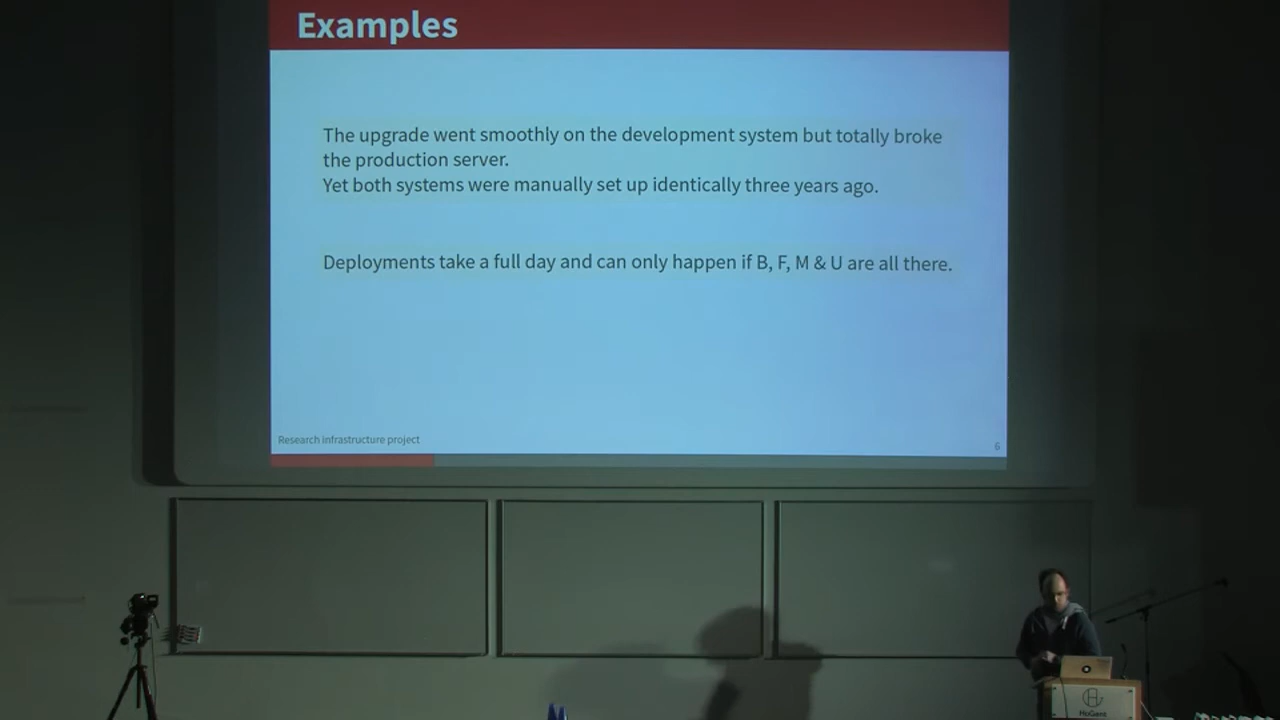 Examples
The upgrade went smoothly on the development system but totally broke
the production server.
Yet both systems were manually set up identically three years ago.
Deployments take a full day and can only happen if B, F, M & U are all there.
Research infrastructure project
6
HoGent